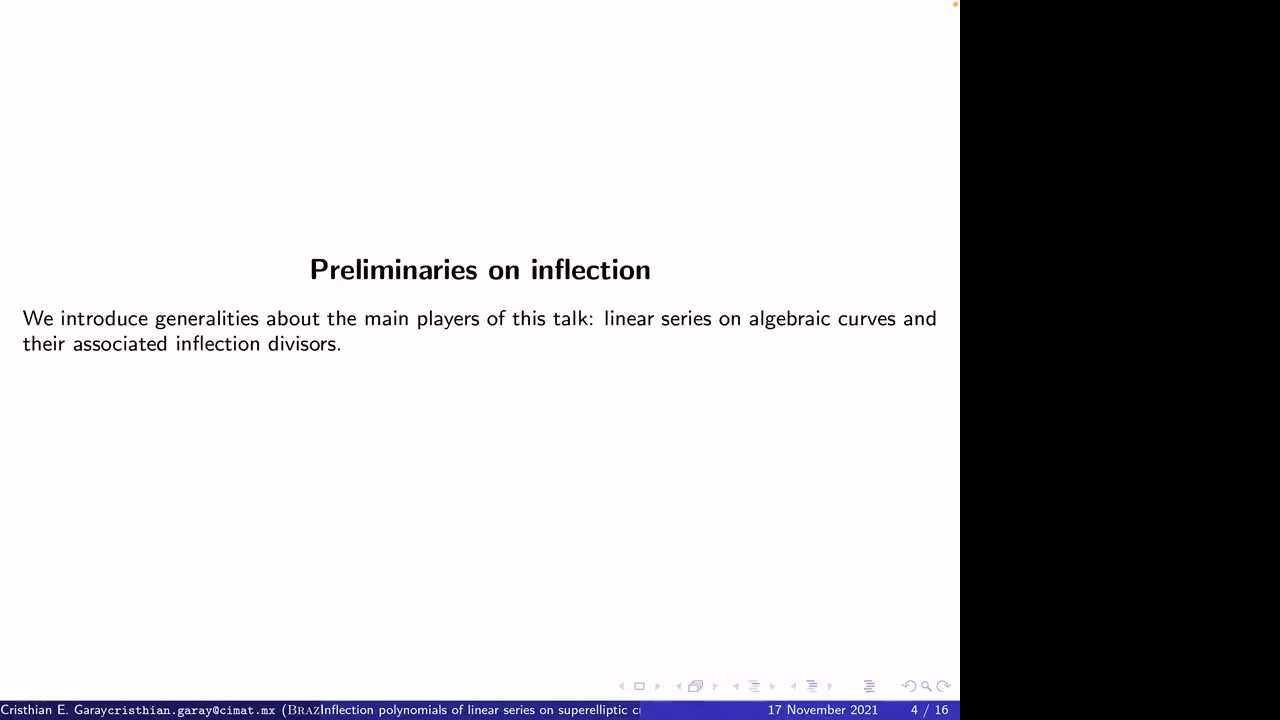 Preliminaries on inflection
We introduce generalities about the main players of this talk: linear series on algebraic curves and
their associated inflection divisors.
Cristhian E. Garaycristhian.garay@cimat.mx (BRAZInflection polynomials of linear series on superelliptic 17 November 2021 4 / 16